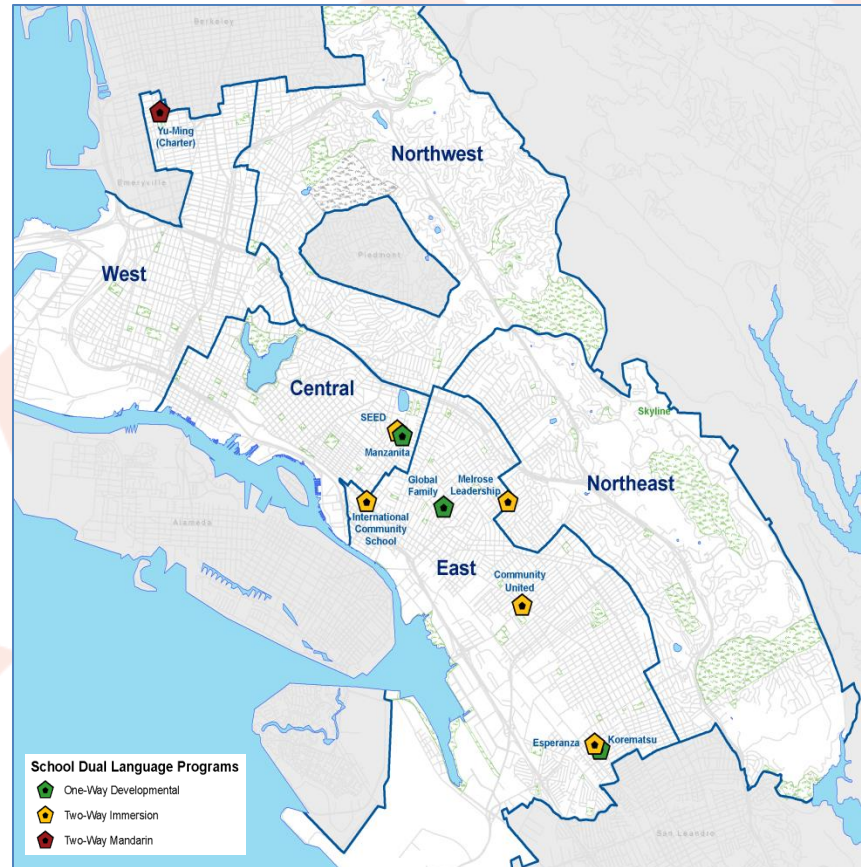 Berkeley
Yu-Ming
(Charter)
Northwest
Emeryville
Piedmont
West
Central
Skyline
SEED
Manzanita
Northeast
Global
Family
Melrose
Leadership
International
Community
School
Alameda
East
Community
United
Esperanza
Korematsu
San Leandro
School Dual Language Programs
One-Way Developmental
Two-Way Immersion
Two-Way Mandarin